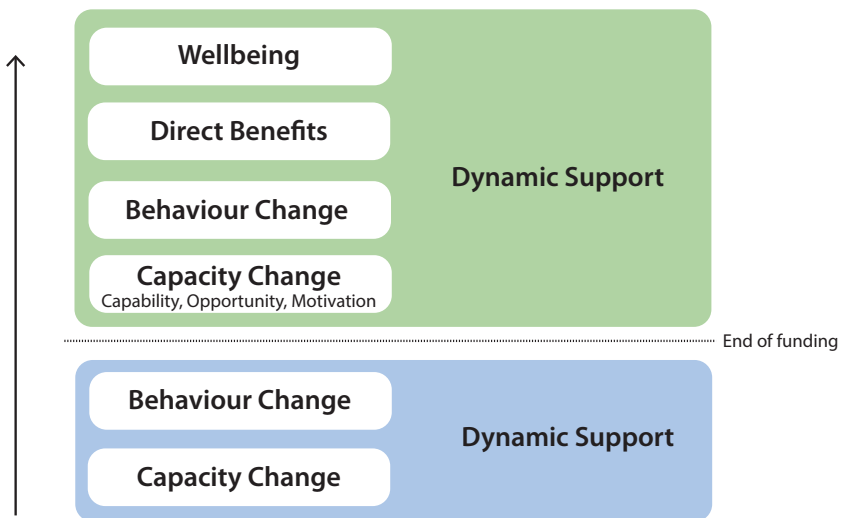 Wellbeing
Direct Benefits
Dynamic Support
Behaviour Change
Capacity Change
Capability, Opportunity, Motivation
End of funding
Behaviour Change
Dynamic Support
Capacity Change